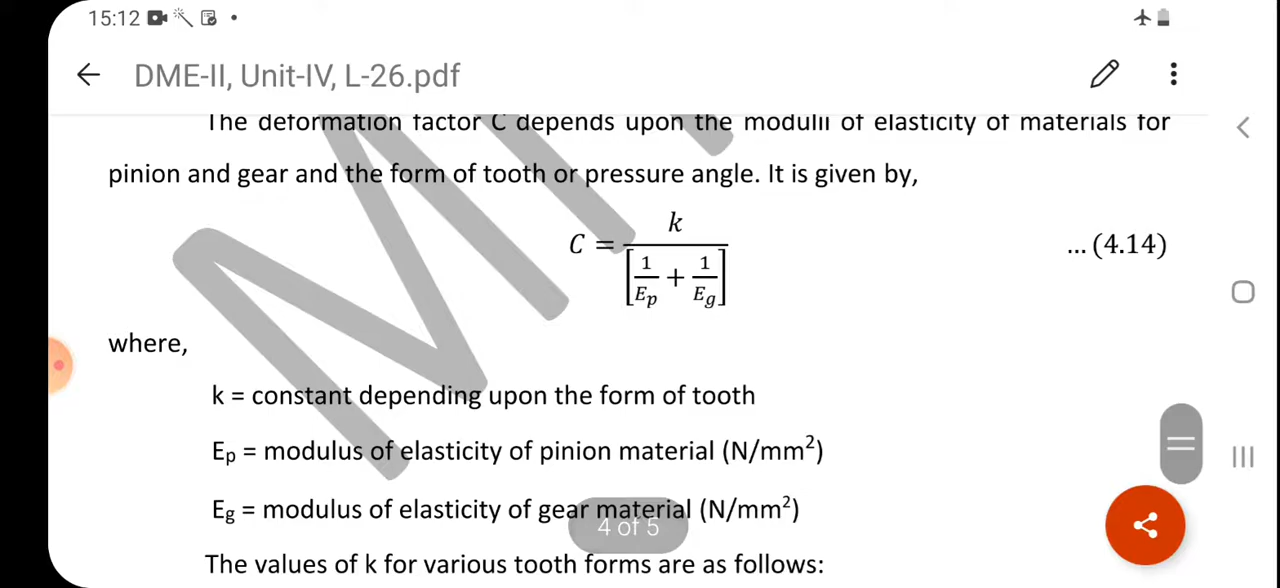 15:12
DME-II, Unit-IV, L-26.pdf
The deformation factor C depends upon the modulii of elasticity of materials for
pinion and gear and the form of tooth or pressure angle. It is given by,
C = k / [1/Ep + 1/Eg] ... (4.14)
where,
k = constant depending upon the form of tooth
Ep = modulus of elasticity of pinion material (N/mm²)
Eg = modulus of elasticity of gear material (N/mm²)
4 of 5
The values of k for various tooth forms are as follows: